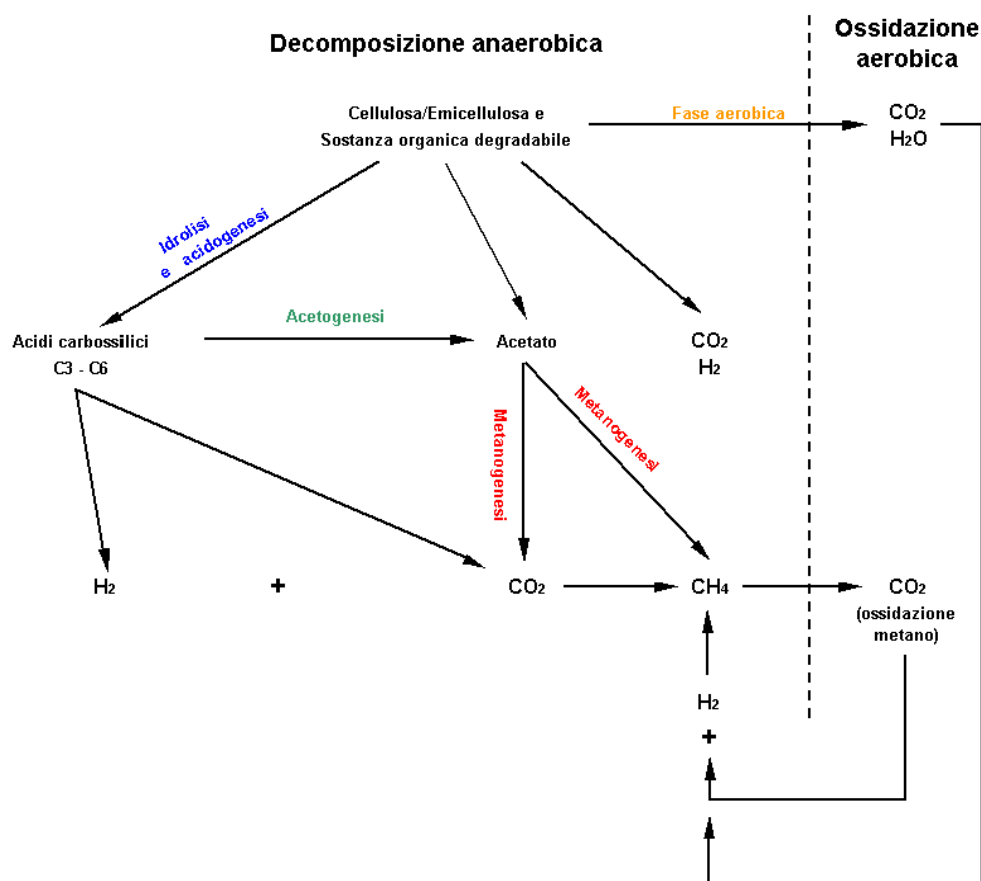 Decomposizione anaerobica
Ossidazione
aerobica
Cellulosa/Emicellulosa e
Sostanza organica degradabile
Fase aerobica
CO2
H2O
Idrolisi
e acidogenesi
Acidi carbossilici
C3 - C6
Acetogenesi
Acetato
CO2
H2
Metanogenesi
Metanogenesi
H2
+
CO2
CH4
CO2
(ossidazione
metano)
H2
+